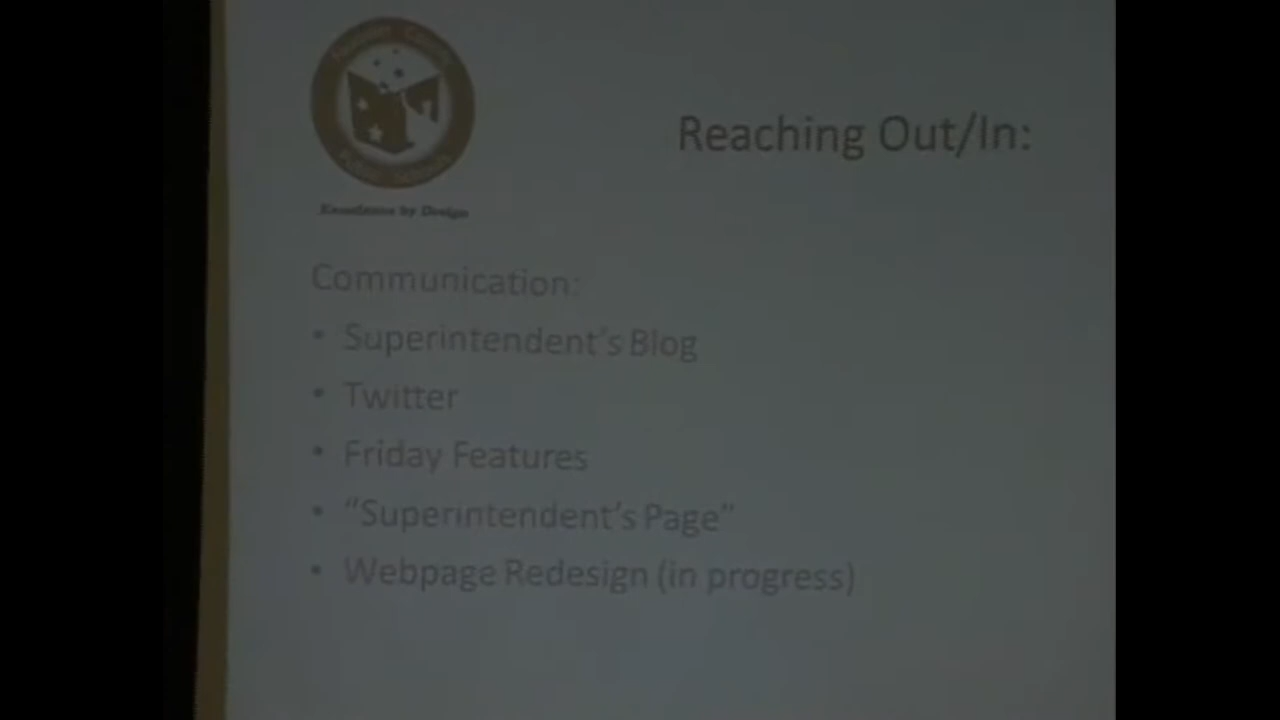 Reaching Out/In:
Excellence by Design
Communication:
• Superintendent's Blog
• Twitter
• Friday Features
• "Superintendent's Page"
• Webpage Redesign (in progress)